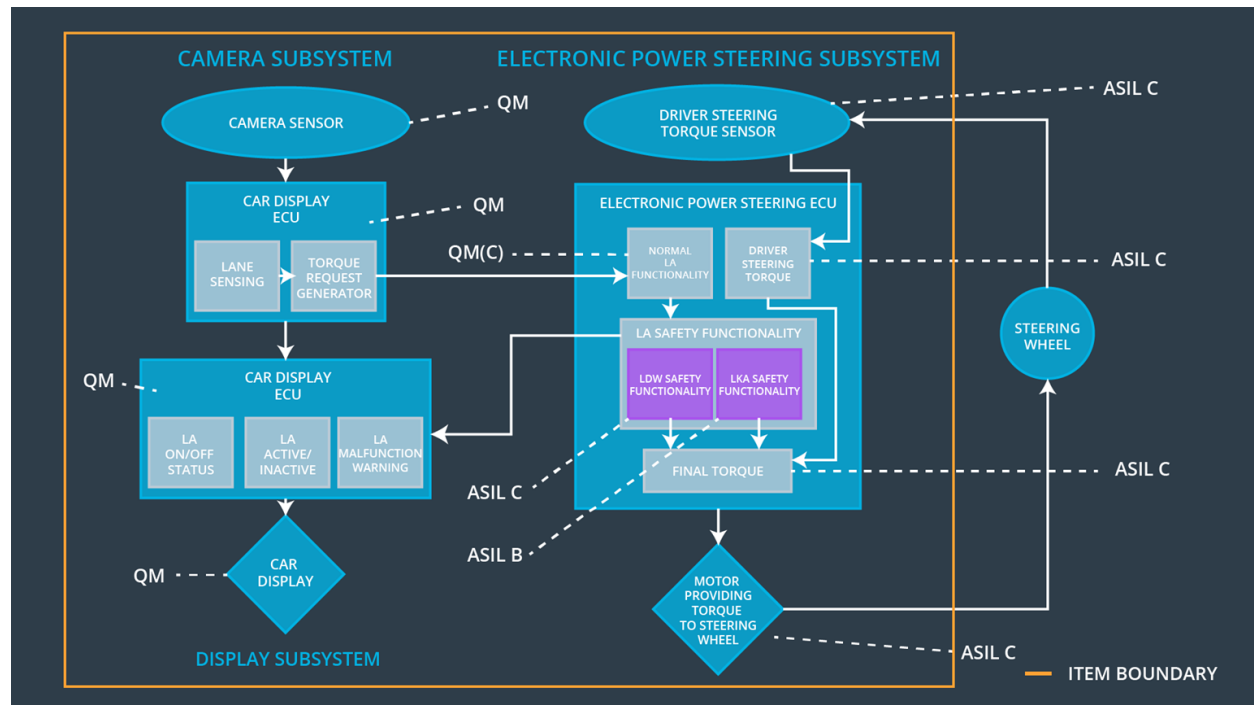 CAMERA SUBSYSTEM
ELECTRONIC POWER STEERING SUBSYSTEM
CAMERA SENSOR
QM
DRIVER STEERING
TORQUE SENSOR
ASIL C
CAR DISPLAY
ECU
QM
LANE
SENSING
TORQUE
REQUEST
GENERATOR
ELECTRONIC POWER STEERING ECU
QM(C)
NORMAL
LA
FUNCTIONALITY
DRIVER
STEERING
TORQUE
ASIL C
LA SAFETY FUNCTIONALITY
LDW SAFETY
FUNCTIONALITY
LKA SAFETY
FUNCTIONALITY
STEERING
WHEEL
QM
CAR DISPLAY
ECU
LA
ON/OFF
STATUS
LA
ACTIVE/
INACTIVE
LA
MALFUNCTION
WARNING
FINAL TORQUE
ASIL C
ASIL C
ASIL B
QM
CAR
DISPLAY
MOTOR
PROVIDING
TORQUE
TO STEERING
WHEEL
ASIL C
DISPLAY SUBSYSTEM
ITEM BOUNDARY